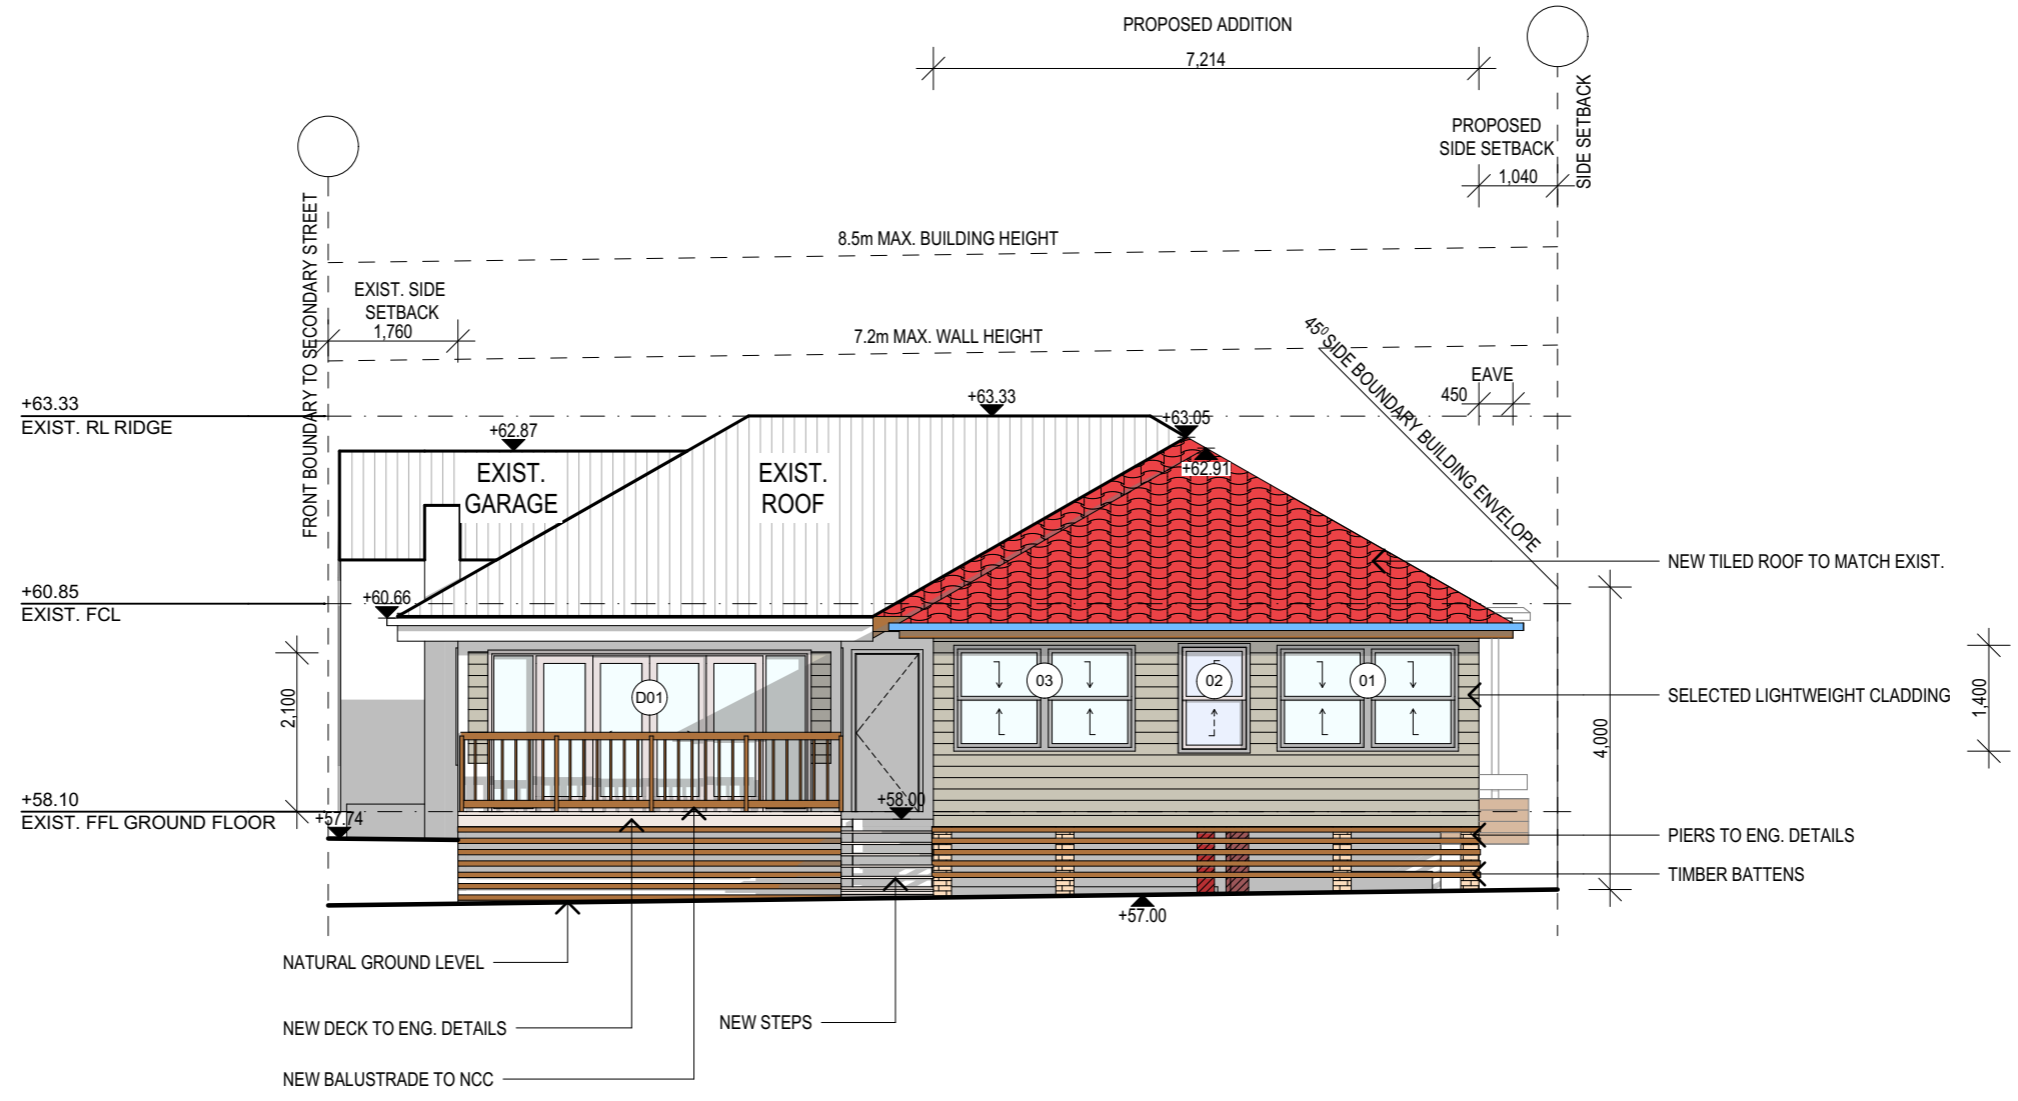 PROPOSED ADDITION
7,214
SIDE SETBACK
PROPOSED
SIDE SETBACK
1,040
FRONT BOUNDARY TO SECONDARY STREET
8.5m MAX. BUILDING HEIGHT
EXIST. SIDE
SETBACK
1,760
7.2m MAX. WALL HEIGHT
45⁰ SIDE BOUNDARY BUILDING ENVELOPE
EAVE
450
+63.33
EXIST. RL RIDGE
+63.33
+63.05
+62.87
+62.91
EXIST.
GARAGE
EXIST.
ROOF
NEW TILED ROOF TO MATCH EXIST.
+60.85
EXIST. FCL
+60.66
2,100
D01
03
02
01
SELECTED LIGHTWEIGHT CLADDING
1,400
4,000
+58.10
EXIST. FFL GROUND FLOOR
+57.74
+58.00
PIERS TO ENG. DETAILS
TIMBER BATTENS
+57.00
NATURAL GROUND LEVEL
NEW DECK TO ENG. DETAILS
NEW STEPS
NEW BALUSTRADE TO NCC